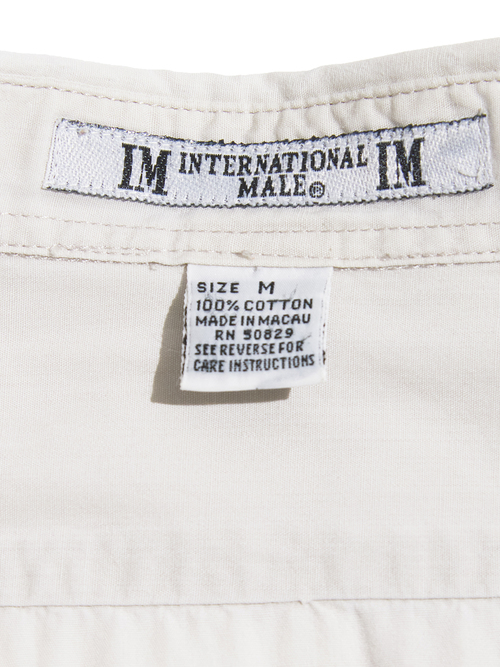 IM INTERNATIONAL MALE® IM
SIZE M
100% COTTON
MADE IN MACAU
RN 50829
SEE REVERSE FOR
CARE INSTRUCTIONS